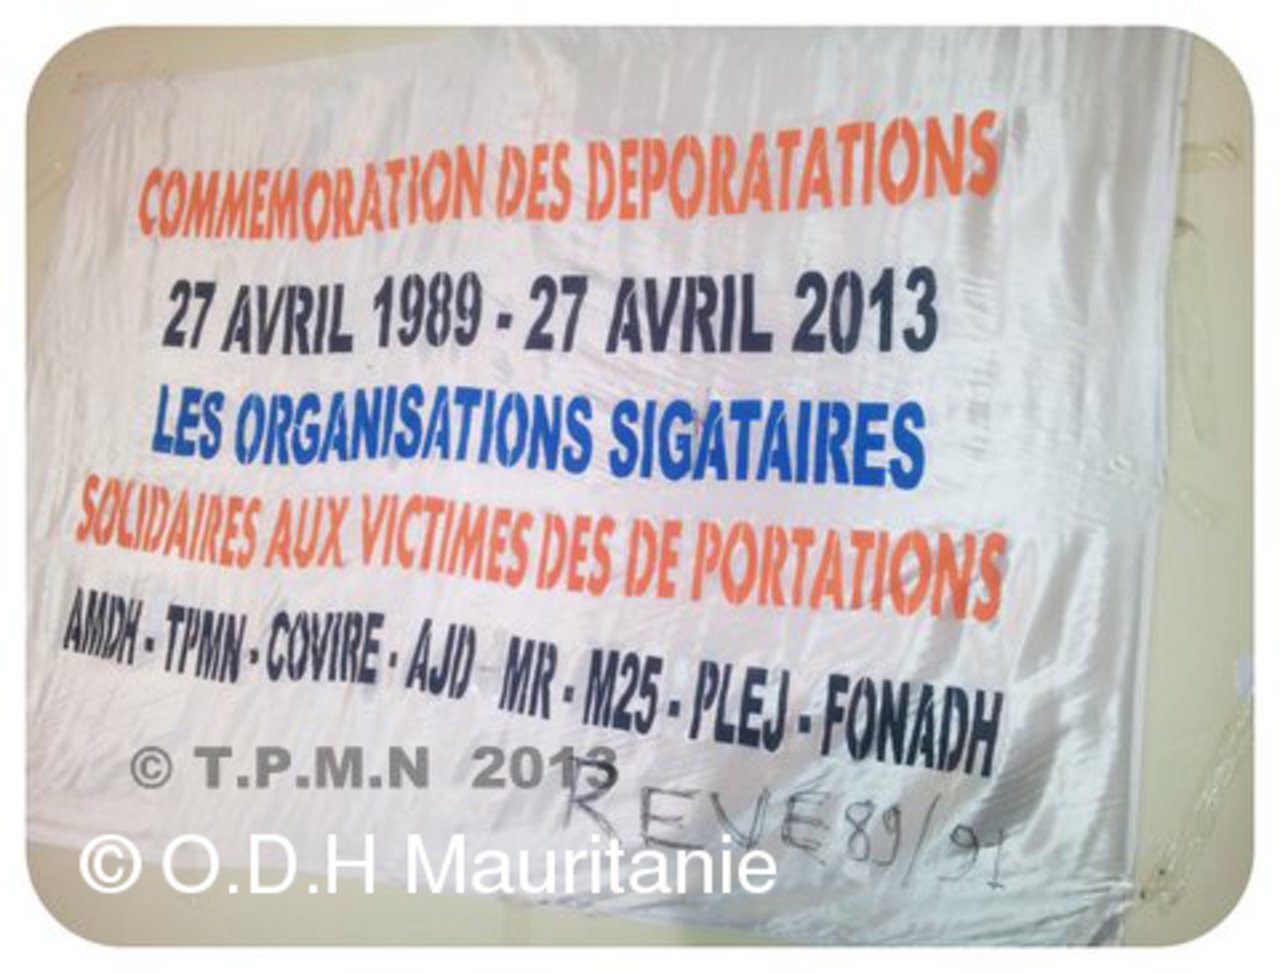 COMMEMORATION DES DEPORATATIONS
27 AVRIL 1989 - 27 AVRIL 2013
LES ORGANISATIONS SIGATAIRES
SOLIDAIRES AUX VICTIMES DES DE PORTATIONS
AMDH - TPMN - COVIRE - AJD MR - M25 - PLEJ - FONADH
© T.P.M.N 2013
REVE 89/91
© O.D.H Mauritanie